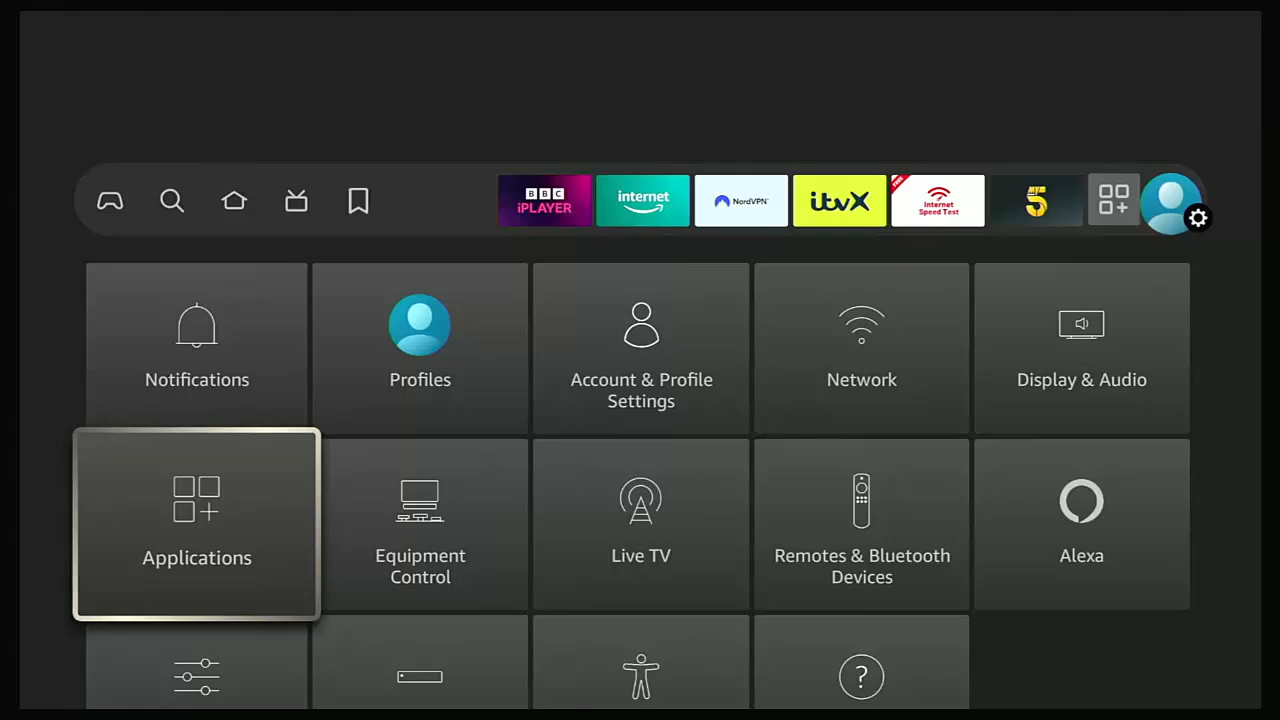 BBC
iPLAYER
internet
NordVPN
itvX
FREE
Internet
Speed Test
5
Notifications
Profiles
Account & Profile
Settings
Network
Display & Audio
Applications
Equipment
Control
Live TV
Remotes & Bluetooth
Devices
Alexa
?